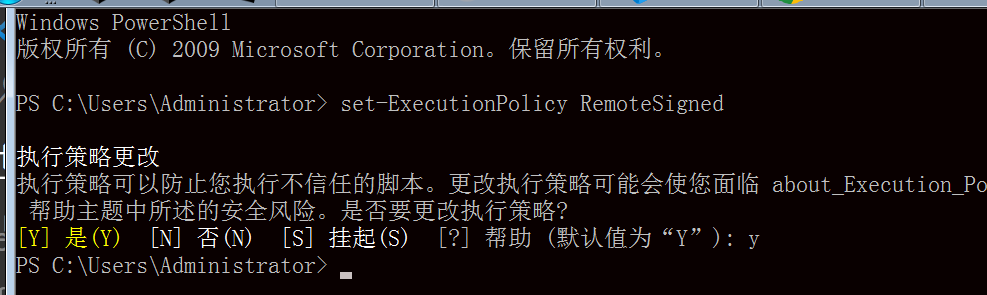 Windows PowerShell
版权所有 (C) 2009 Microsoft Corporation。保留所有权利。
PS C:\Users\Administrator> set-ExecutionPolicy RemoteSigned
执行策略更改
执行策略可以防止您执行不信任的脚本。更改执行策略可能会使您面临 about_Execution_Po
帮助主题中所述的安全风险。是否要更改执行策略?
[Y] 是(Y)  [N] 否(N)  [S] 挂起(S)  [?] 帮助 (默认值为“Y”): y
PS C:\Users\Administrator>